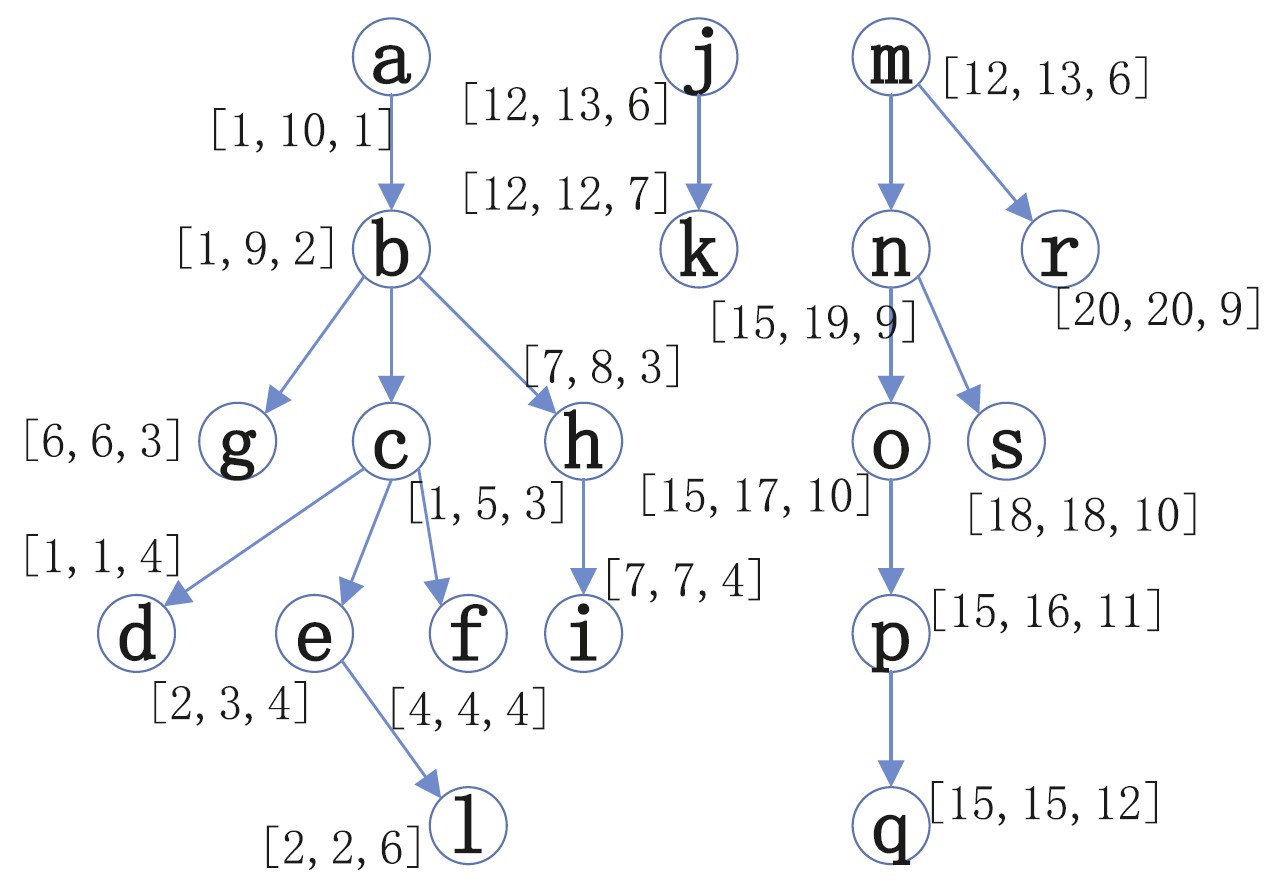 a
j
m
[12, 13, 6]
[12, 13, 6]
[1, 10, 1]
[12, 12, 7]
[1, 9, 2]
b
k
n
r
[20, 20, 9]
[15, 19, 9]
[7, 8, 3]
[6, 6, 3]
g
c
h
o
s
[1, 5, 3]
[15, 17, 10]
[18, 18, 10]
[1, 1, 4]
[7, 7, 4]
d
e
f
i
p
[15, 16, 11]
[2, 3, 4]
[4, 4, 4]
[2, 2, 6]
l
q
[15, 15, 12]